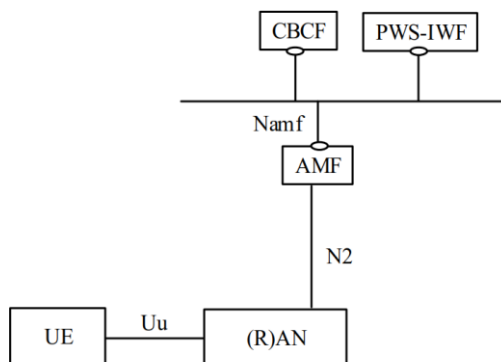 CBCF
PWS-IWF
Namf
AMF
N2
UE
Uu
(R)AN